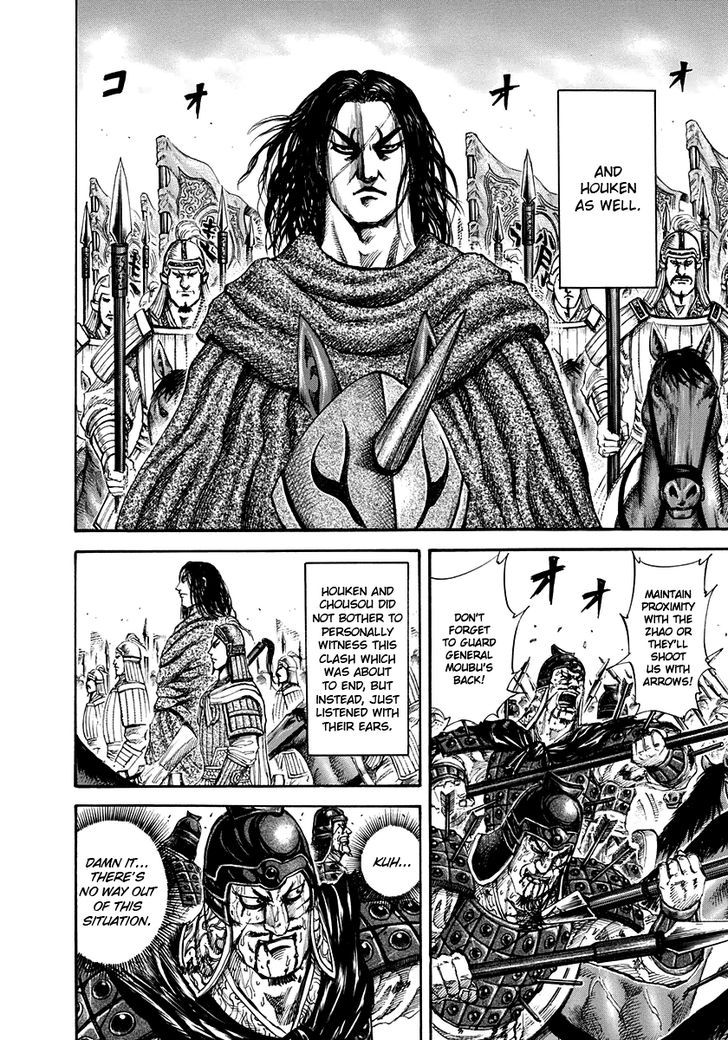 コ
オ
オ
オ
AND
HOUKEN
AS WELL.
オ
オ
MAINTAIN
PROXIMITY
WITH THE
ZHAO OR
THEY'LL
SHOOT
US WITH
ARROWS!
DON'T
FORGET
TO GUARD
GENERAL
MOUBU'S
BACK!
HOUKEN AND
CHOUSOU DID
NOT BOTHER TO
PERSONALLY
WITNESS THIS
CLASH WHICH
WAS ABOUT
TO END, BUT
INSTEAD, JUST
LISTENED WITH
THEIR EARS.
KUH...
DAMN IT...
THERE'S
NO WAY OUT
OF THIS
SITUATION.